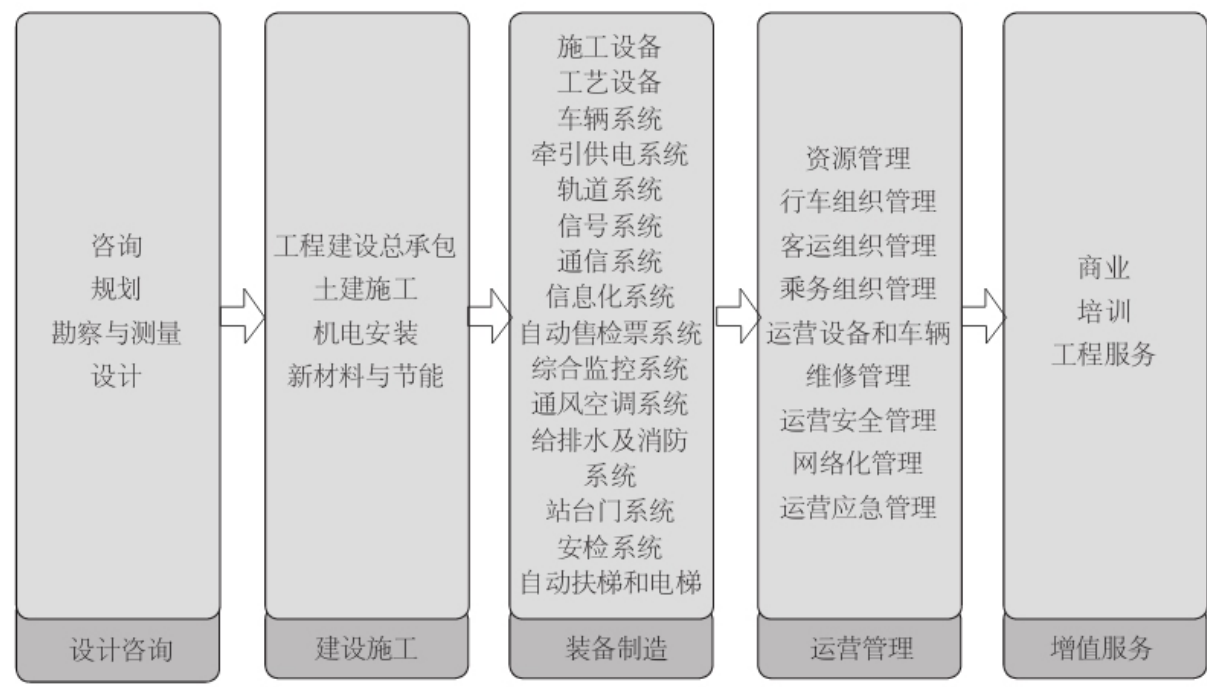 咨询
规划
勘察与测量
设计
设计咨询
工程建设总承包
土建施工
机电安装
新材料与节能
建设施工
施工设备
工艺设备
车辆系统
牵引供电系统
轨道系统
信号系统
通信系统
信息化系统
自动售检票系统
综合监控系统
通风空调系统
给排水及消防
系统
站台门系统
安检系统
自动扶梯和电梯
装备制造
资源管理
行车组织管理
客运组织管理
乘务组织管理
运营设备和车辆
维修管理
运营安全管理
网络化管理
运营应急管理
运营管理
商业
培训
工程服务
增值服务